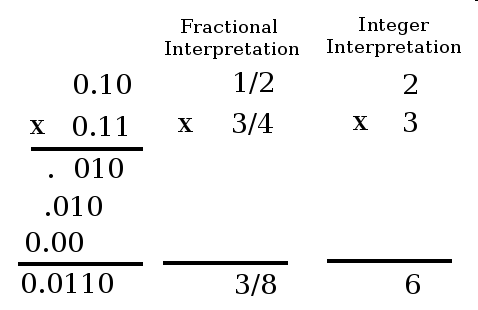 Fractional Integer
Interpretation Interpretation
0.10 1/2 2
x 0.11 x 3/4 x 3
. 010
.010
0.00
0.0110 3/8 6